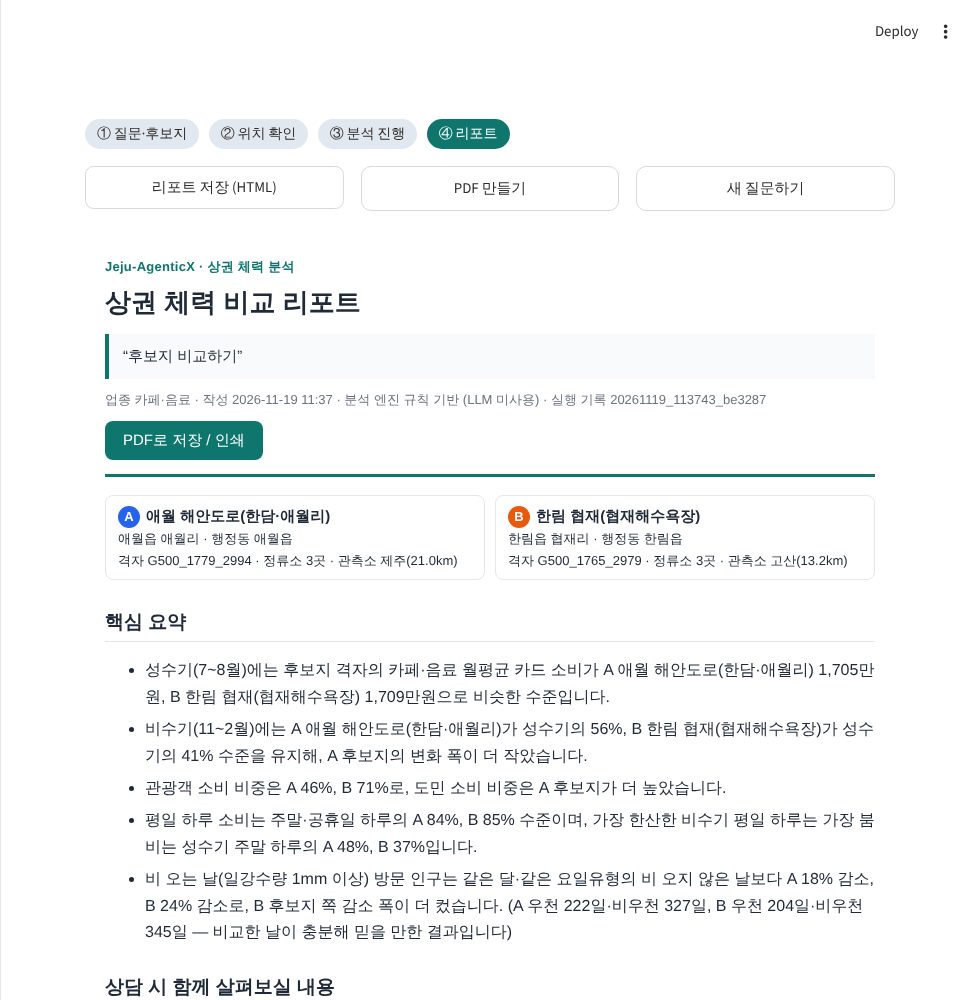 Deploy
① 질문·후보지 ② 위치 확인 ③ 분석 진행 ④ 리포트
리포트 저장 (HTML) PDF 만들기 새 질문하기
Jeju-AgenticX · 상권 체력 분석
상권 체력 비교 리포트
“후보지 비교하기”
업종 카페·음료 · 작성 2026-11-19 11:37 · 분석 엔진 규칙 기반 (LLM 미사용) · 실행 기록 20261119_113743_be3287
PDF로 저장 / 인쇄
A 애월 해안도로(한담·애월리)
애월읍 애월리 · 행정동 애월읍
격자 G500_1779_2994 · 정류소 3곳 · 관측소 제주(21.0km)
B 한림 협재(협재해수욕장)
한림읍 협재리 · 행정동 한림읍
격자 G500_1765_2979 · 정류소 3곳 · 관측소 고산(13.2km)
핵심 요약
• 성수기(7~8월)에는 후보지 격자의 카페·음료 월평균 카드 소비가 A 애월 해안도로(한담·애월리) 1,705만
원, B 한림 협재(협재해수욕장) 1,709만원으로 비슷한 수준입니다.
• 비수기(11~2월)에는 A 애월 해안도로(한담·애월리)가 성수기의 56%, B 한림 협재(협재해수욕장)가 성수
기의 41% 수준을 유지해, A 후보지의 변화 폭이 더 작았습니다.
• 관광객 소비 비중은 A 46%, B 71%로, 도민 소비 비중은 A 후보지가 더 높았습니다.
• 평일 하루 소비는 주말·공휴일 하루의 A 84%, B 85% 수준이며, 가장 한산한 비수기 평일 하루는 가장 붐
비는 성수기 주말 하루의 A 48%, B 37%입니다.
• 비 오는 날(일강수량 1mm 이상) 방문 인구는 같은 달·같은 요일유형의 비 오지 않은 날보다 A 18% 감소,
B 24% 감소로, B 후보지 쪽 감소 폭이 더 컸습니다. (A 우천 222일·비우천 327일, B 우천 204일·비우천
345일 — 비교한 날이 충분해 믿을 만한 결과입니다)
상담 시 함께 살펴보실 내용